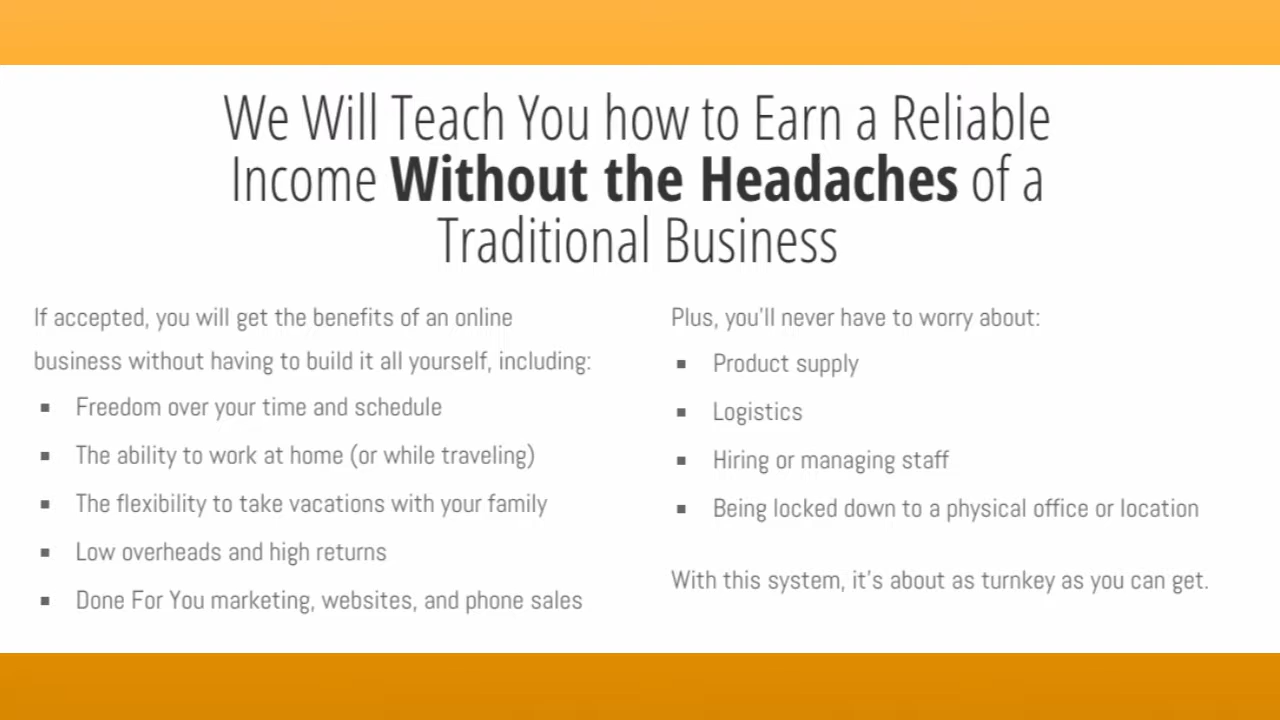 We Will Teach You how to Earn a Reliable
Income Without the Headaches of a
Traditional Business
If accepted, you will get the benefits of an online
business without having to build it all yourself, including:
▪ Freedom over your time and schedule
▪ The ability to work at home (or while traveling)
▪ The flexibility to take vacations with your family
▪ Low overheads and high returns
▪ Done For You marketing, websites, and phone sales
Plus, you'll never have to worry about:
▪ Product supply
▪ Logistics
▪ Hiring or managing staff
▪ Being locked down to a physical office or location
With this system, it's about as turnkey as you can get.